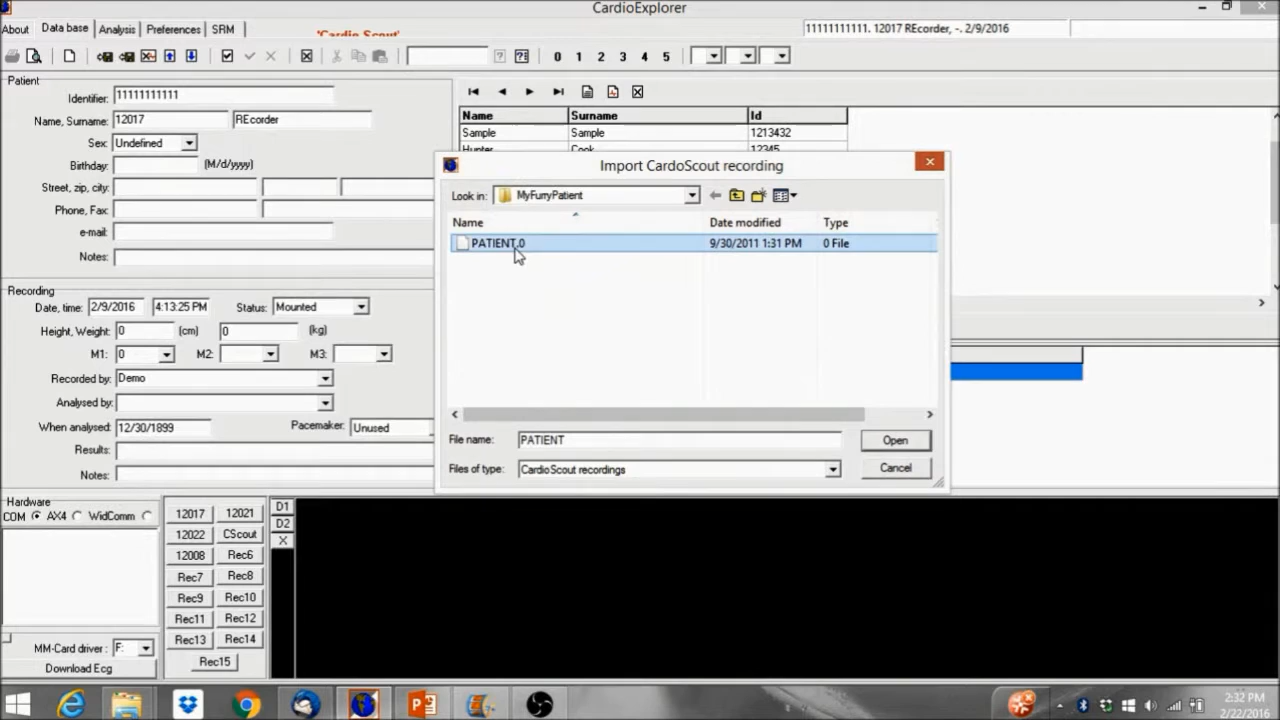 CardioExplorer
About Data base Analysis Preferences SRM
'Cardio Scout'
11111111111. 12017 REcorder, -. 2/9/2016
0 1 2 3 4 5
Patient
Identifier: 11111111111
Name, Surname: 12017 REcorder
Sex: Undefined
Birthday: (M/d/yyyy)
Street, zip, city:
Phone, Fax:
e-mail:
Notes:
Name Surname Id
Sample Sample 1213432
Hunter Cook 12345
Import CardoScout recording
Look in: MyFurryPatient
Name Date modified Type
PATIENT.0 9/30/2011 1:31 PM 0 File
File name: PATIENT Open
Files of type: CardioScout recordings Cancel
Recording
Date, time: 2/9/2016 4:13:25 PM Status: Mounted
Height, Weight: 0 (cm) 0 (kg)
M1: 0 M2: M3:
Recorded by: Demo
Analysed by:
When analysed: 12/30/1899 Pacemaker: Unused
Results:
Notes:
Hardware
COM AX4 WidComm
MM-Card driver : F:
Download Ecg
12017 12021
12022 CScout
12008 Rec6
Rec7 Rec8
Rec9 Rec10
Rec11 Rec12
Rec13 Rec14
Rec15
D1
D2
X
2:32 PM
2/22/2016